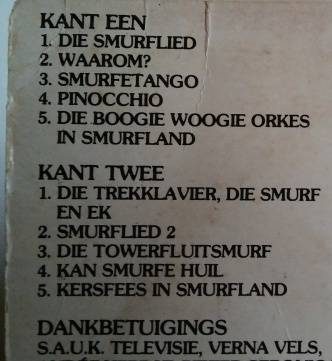 KANT EEN
1. DIE SMURFLIED
2. WAAROM?
3. SMURFETANGO
4. PINOCCHIO
5. DIE BOOGIE WOOGIE ORKES
IN SMURFLAND
KANT TWEE
1. DIE TREKKLAVIER, DIE SMURF
EN EK
2. SMURFLIED 2
3. DIE TOWERFLUITSMURF
4. KAN SMURFE HUIL
5. KERSFEES IN SMURFLAND
DANKBETUIGINGS
S.A.U.K. TELEVISIE, VERNA VELS,